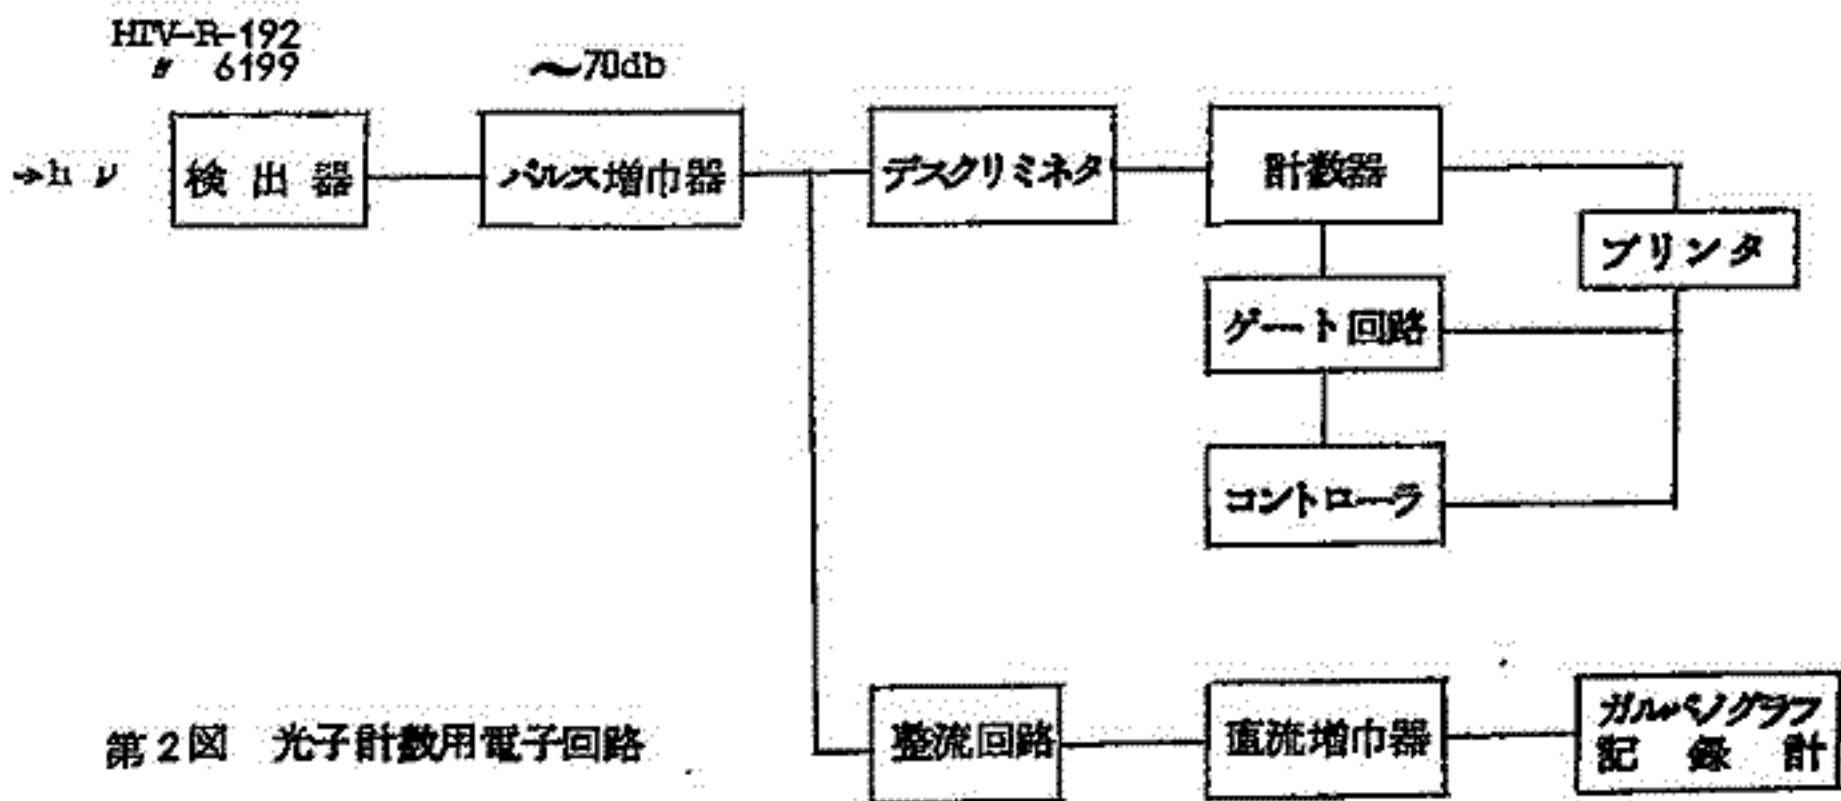 HTV-R-192
〃 6199
～70db
→hν
検出器
パルス増巾器
デスクリミネタ
計数器
プリンタ
ゲート回路
コントローラ
整流回路
直流増巾器
ガルバノグラフ
記録計
第2図 光子計数用電子回路